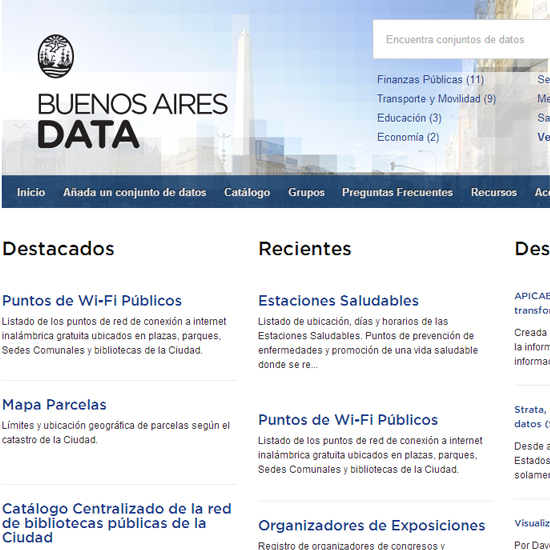 BUENOS AIRES
DATA
Encuentra conjuntos de datos
Finanzas Públicas (11)
Transporte y Movilidad (9)
Educación (3)
Economía (2)
Se
Me
Sa
Ve
Inicio Añada un conjunto de datos Catálogo Grupos Preguntas Frecuentes Recursos Ace
Destacados
Puntos de Wi-Fi Públicos
Listado de los puntos de red de conexión a internet
inalámbrica gratuita ubicados en plazas, parques,
Sedes Comunales y bibliotecas de la Ciudad.
Mapa Parcelas
Límites y ubicación geográfica de parcelas según el
catastro de la Ciudad.
Catálogo Centralizado de la red
de bibliotecas públicas de la
Ciudad
Recientes
Estaciones Saludables
Listado de ubicación, días y horarios de las
Estaciones Saludables. Puntos de prevención de
enfermedades y promoción de una vida saludable
donde se re...
Puntos de Wi-Fi Públicos
Listado de los puntos de red de conexión a internet
inalámbrica gratuita ubicados en plazas, parques,
Sedes Comunales y bibliotecas de la Ciudad.
Organizadores de Exposiciones
Registro de organizadores de congresos y
Des
APICAB
transfor
Creada
la inform
informac
Strata,
datos (S
Desde a
Estados
solamen
Visualiz
Por Dave